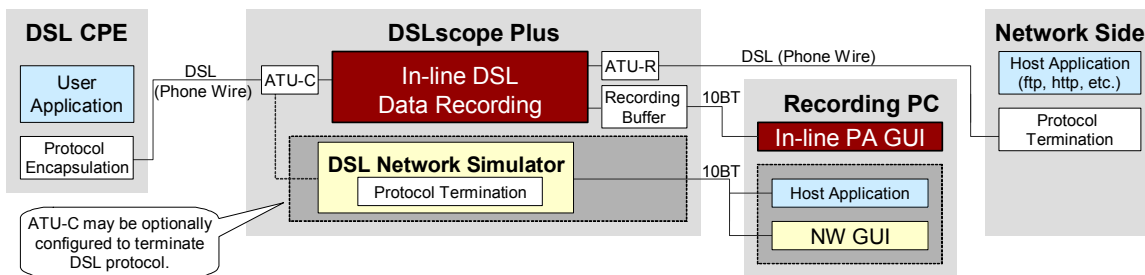 DSL CPE
User
Application
Protocol
Encapsulation
DSL
(Phone Wire)
DSLscope Plus
ATU-C
In-line DSL
Data Recording
ATU-R
Recording
Buffer
DSL Network Simulator
Protocol Termination
ATU-C may be optionally
configured to terminate
DSL protocol.
DSL (Phone Wire)
10BT
10BT
Recording PC
In-line PA GUI
Host Application
NW GUI
Network Side
Host Application
(ftp, http, etc.)
Protocol
Termination